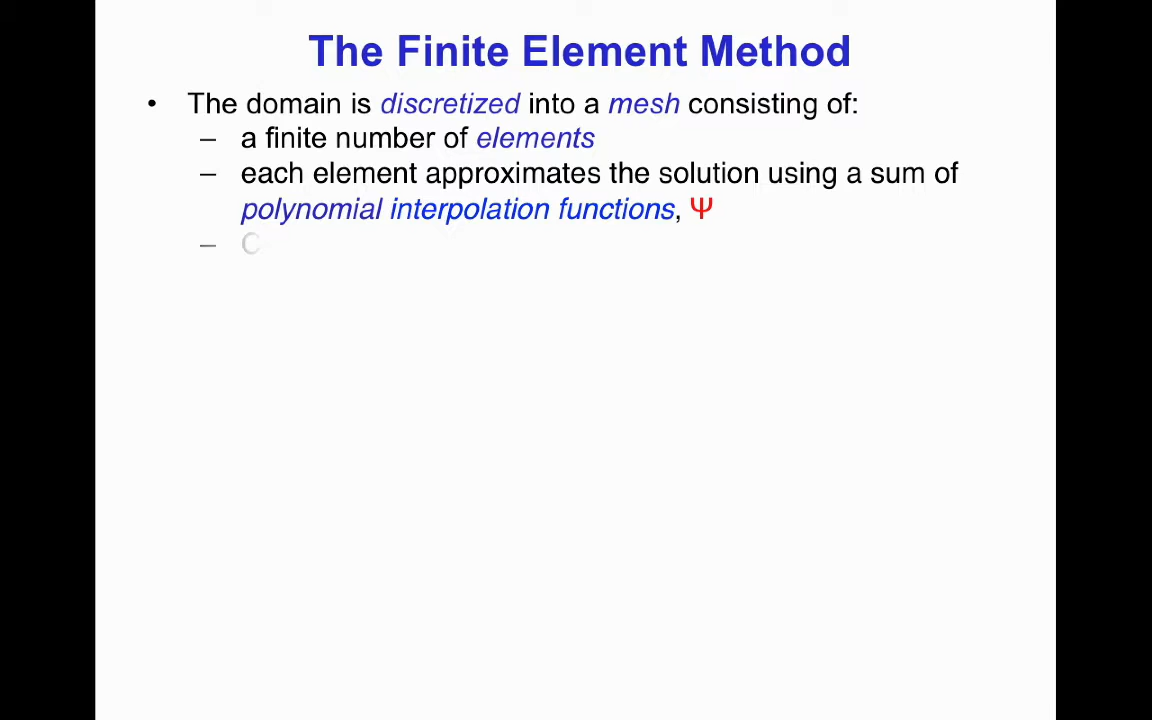 The Finite Element Method
• The domain is discretized into a mesh consisting of:
– a finite number of elements
– each element approximates the solution using a sum of
polynomial interpolation functions, Ψ
– C